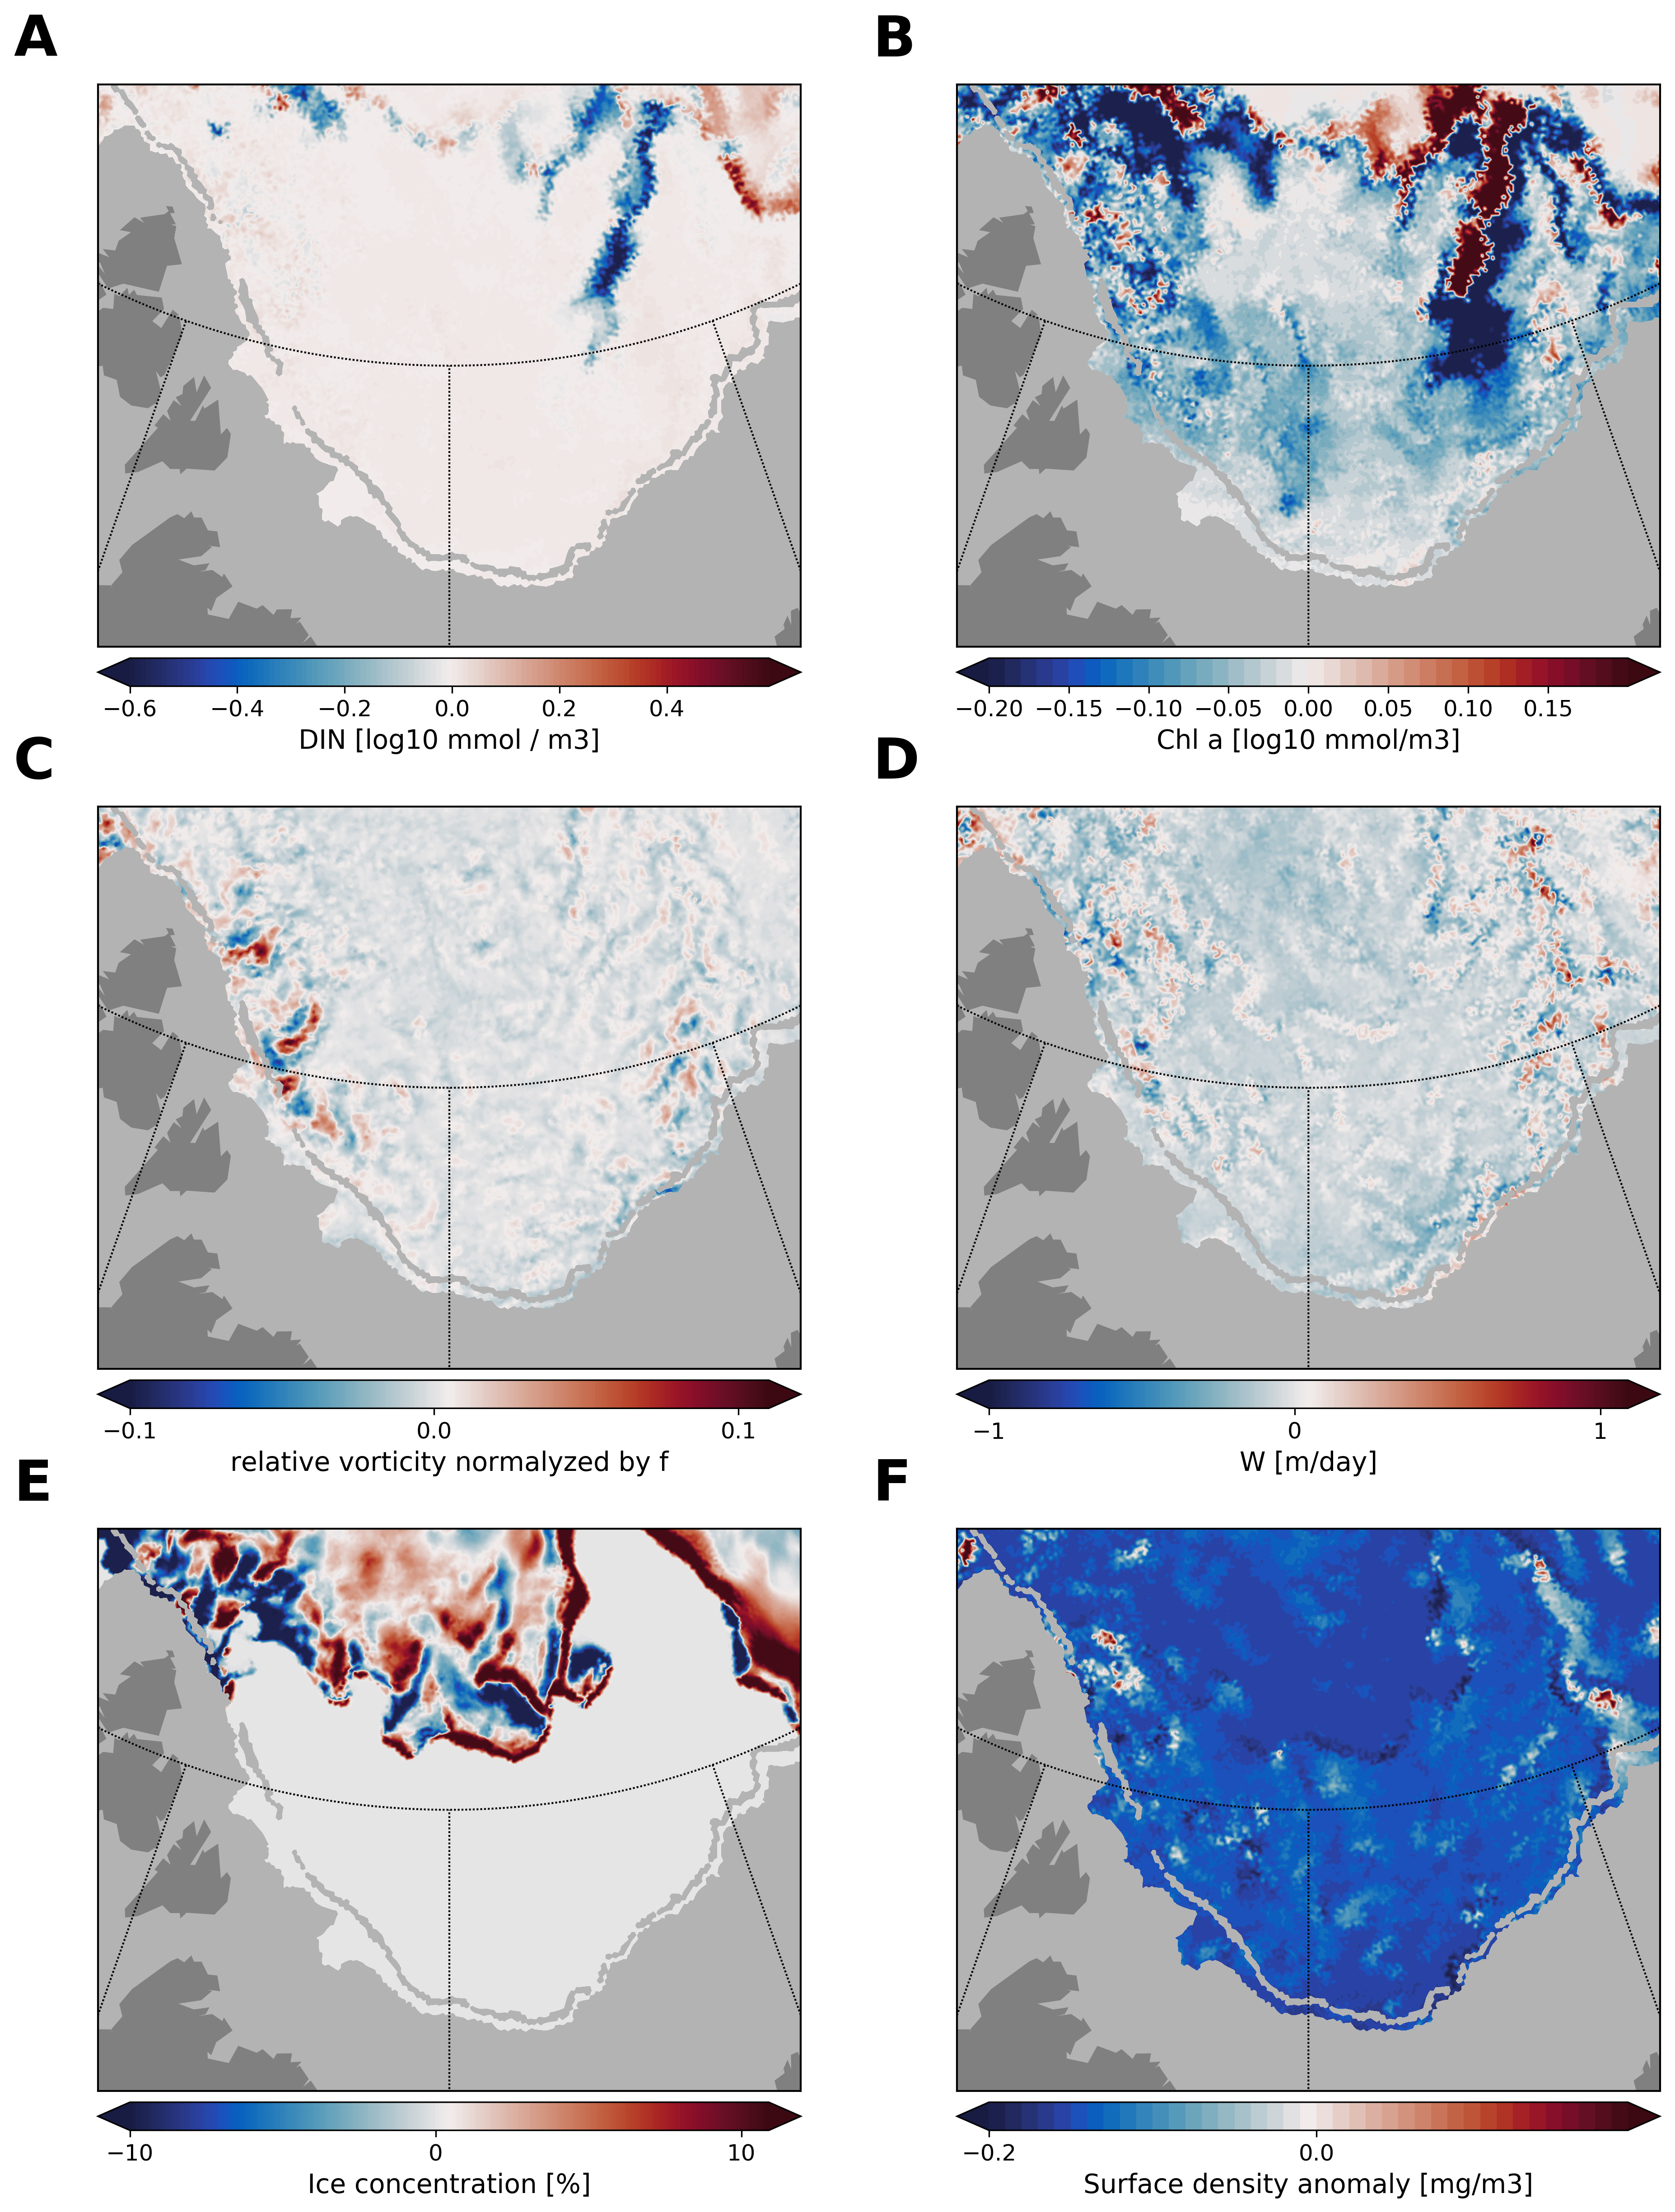 A
B
−0.6 −0.4 −0.2 0.0 0.2 0.4
DIN [log10 mmol / m3]
−0.20 −0.15 −0.10 −0.05 0.00 0.05 0.10 0.15
Chl a [log10 mmol/m3]
C
D
−0.1 0.0 0.1
relative vorticity normalyzed by f
−1 0 1
W [m/day]
E
F
−10 0 10
Ice concentration [%]
−0.2 0.0
Surface density anomaly [mg/m3]